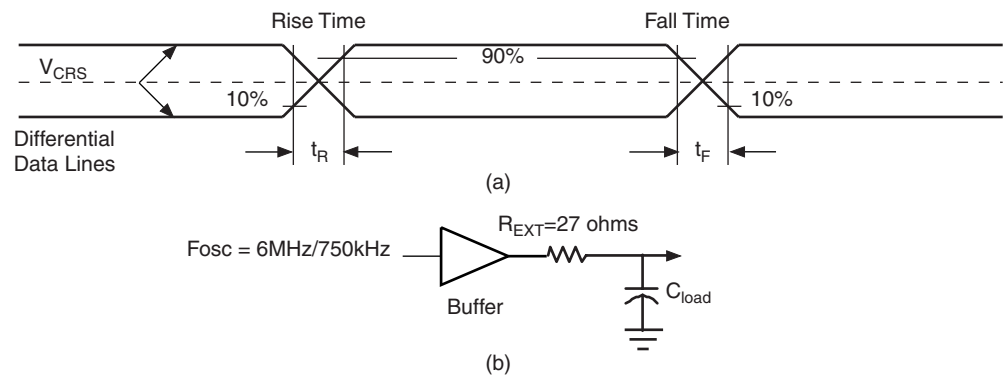 Rise Time Fall Time
V_CRS
90%
10% 10%
Differential
Data Lines
t_R t_F
(a)
R_EXT=27 ohms
Fosc = 6MHz/750kHz
C_load
Buffer
(b)